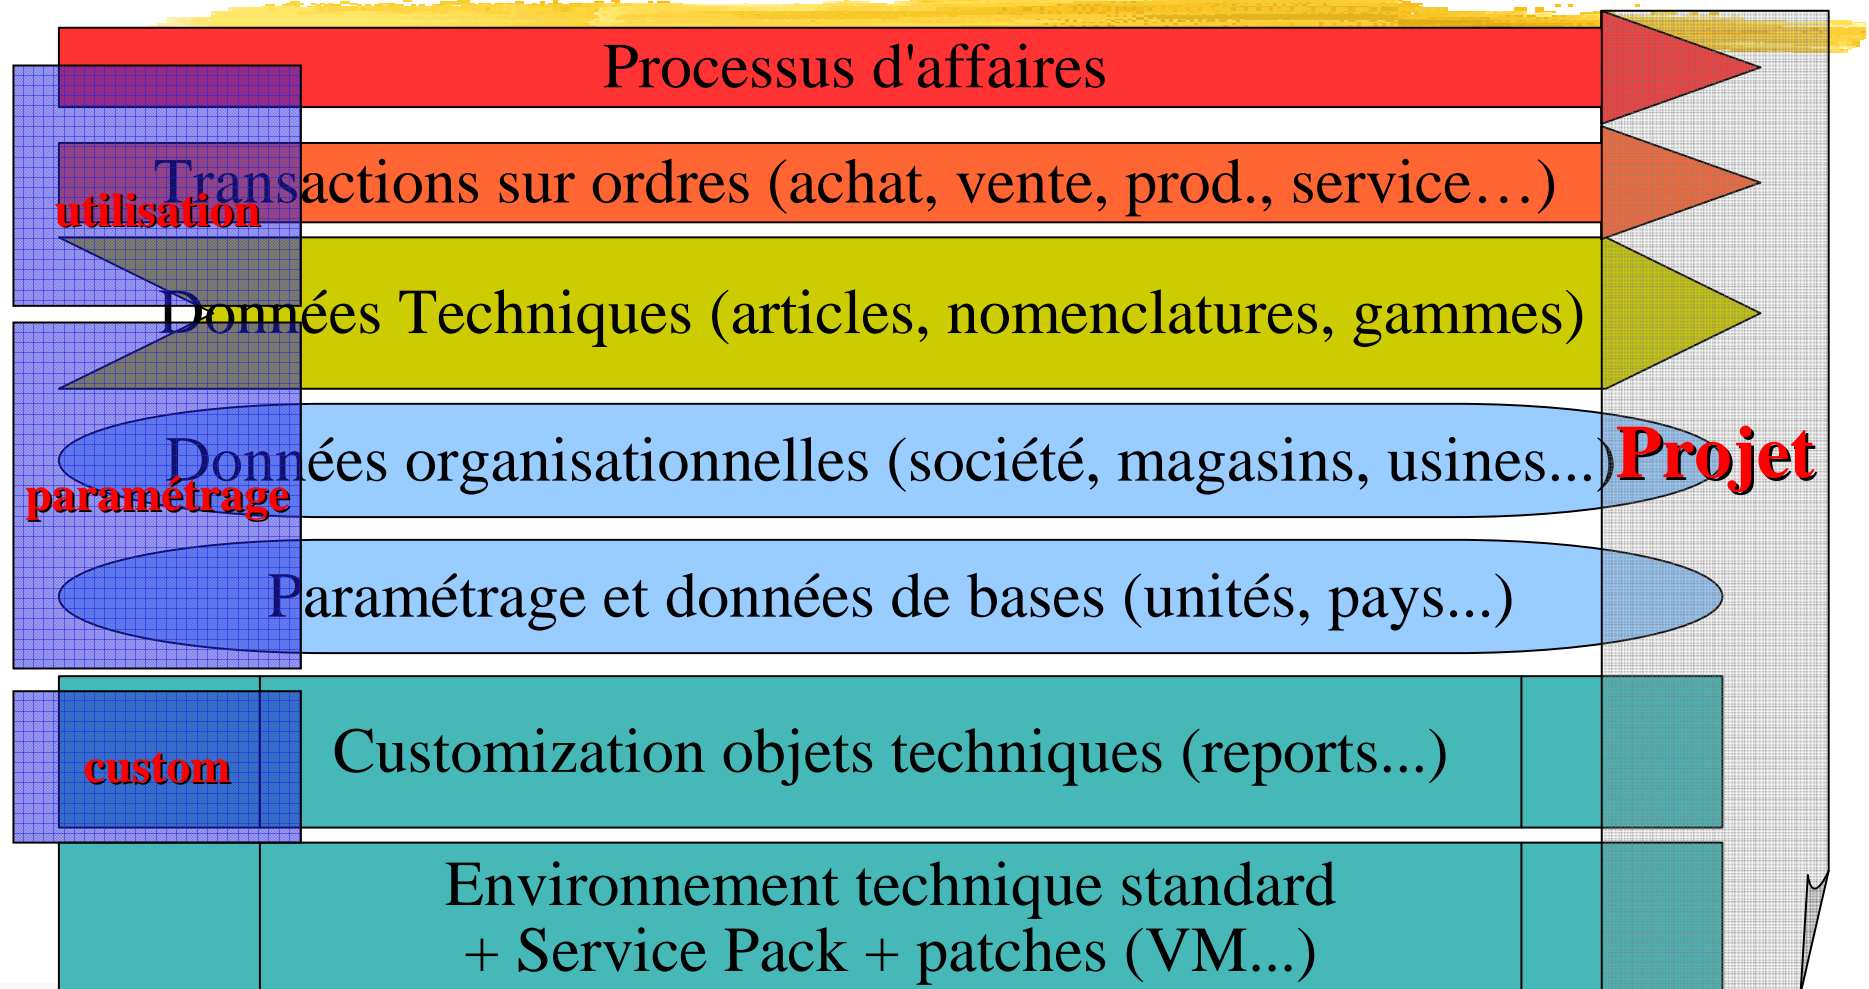 Processus d'affaires
Transactions sur ordres (achat, vente, prod., service…)
utilisation
Données Techniques (articles, nomenclatures, gammes)
Données organisationnelles (société, magasins, usines...)
Projet
paramétrage
Paramétrage et données de bases (unités, pays...)
Customization objets techniques (reports...)
custom
Environnement technique standard
+ Service Pack + patches (VM...)